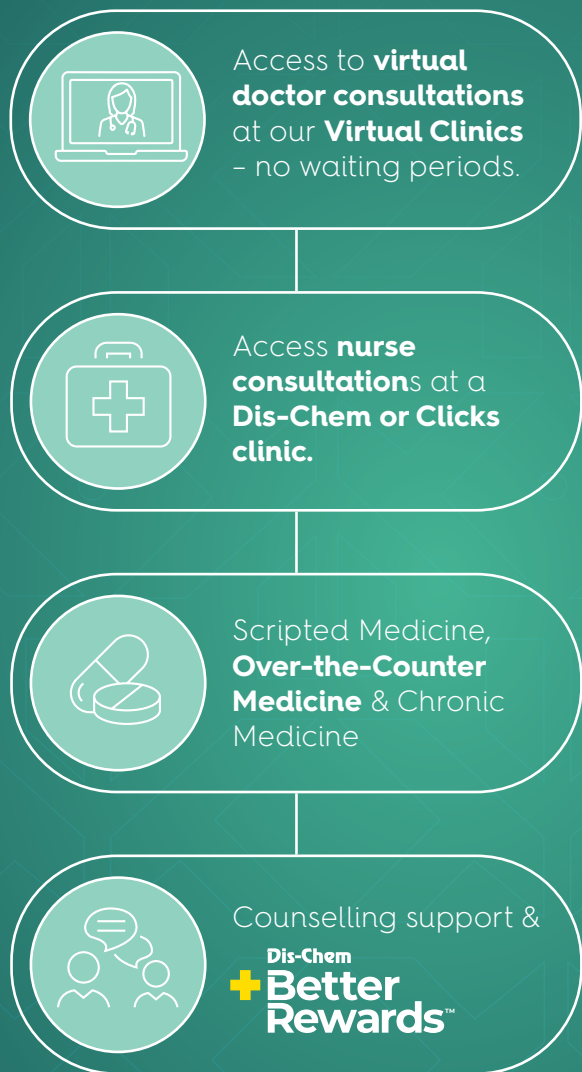 Access to virtual
doctor consultations
at our Virtual Clinics
– no waiting periods.
Access nurse
consultations at a
Dis-Chem or Clicks
clinic.
Scripted Medicine,
Over-the-Counter
Medicine & Chronic
Medicine
Counselling support &
Dis-Chem
Better
Rewards™